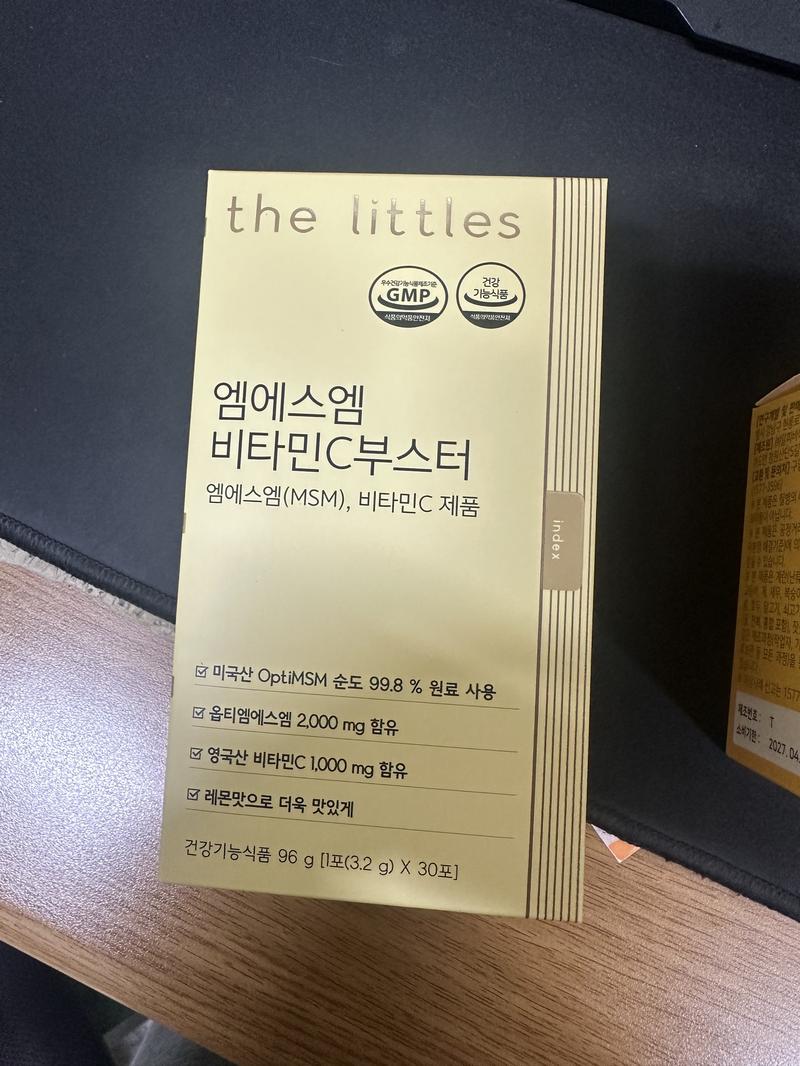 the littles
우수건강기능식품제조기준
GMP
식품의약품안전처
건강
기능식품
식품의약품안전처
엠에스엠
비타민C부스터
엠에스엠(MSM), 비타민C 제품
index
미국산 OptiMSM 순도 99.8 % 원료 사용
옵티엠에스엠 2,000 mg 함유
영국산 비타민C 1,000 mg 함유
레몬맛으로 더욱 맛있게
건강기능식품 96 g [1포(3.2 g) X 30포]
제조번호 : T
소비기한 : 2027. 04.